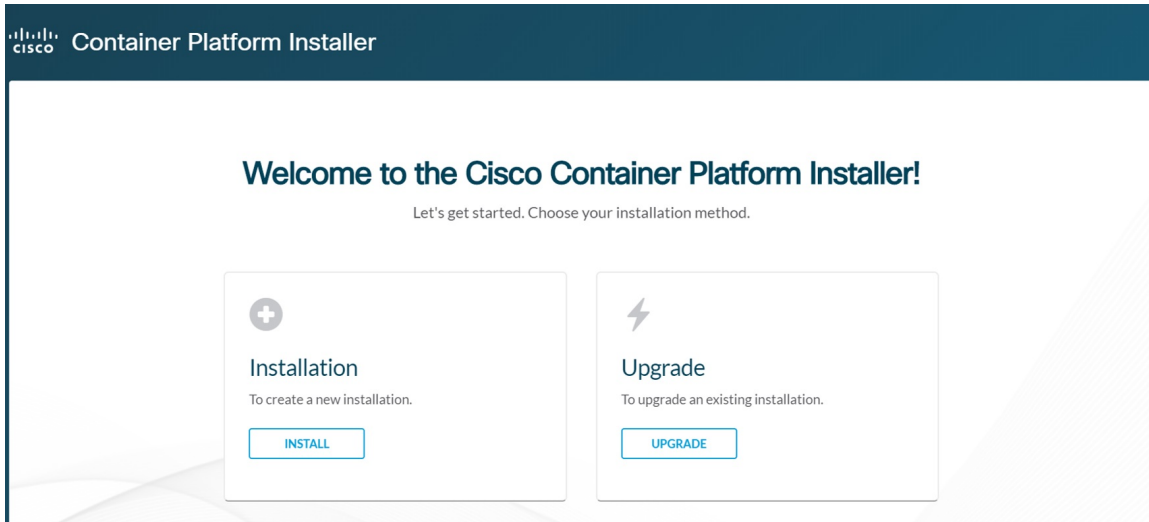 cisco Container Platform Installer
Welcome to the Cisco Container Platform Installer!
Let's get started. Choose your installation method.
Installation
To create a new installation.
INSTALL
Upgrade
To upgrade an existing installation.
UPGRADE